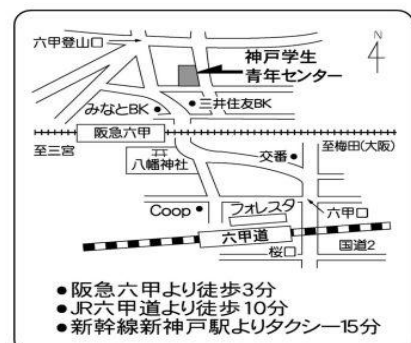 六甲登山口
N
4
神戸学生
青年センター
みなとBK
三井住友BK
阪急六甲
至三宮
至梅田(大阪)
八幡神社
交番
Coop
フォレスタ
六甲口
六甲道
桜口
国道2
●阪急六甲より徒歩3分
●JR六甲道より徒歩10分
●新幹線新神戸駅よりタクシー15分